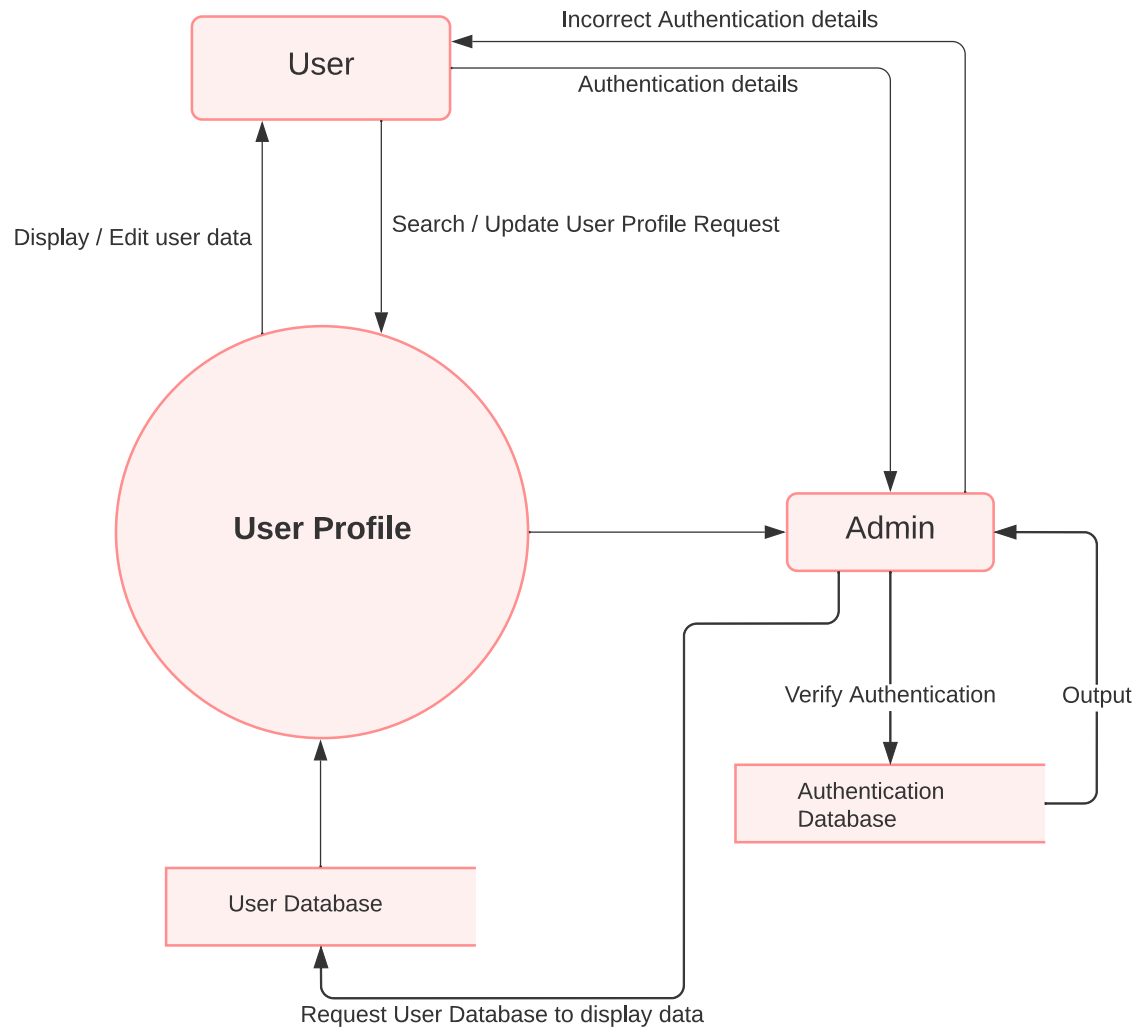 Incorrect Authentication details
User
Authentication details
Search / Update User Profile Request
Display / Edit user data
User Profile
Admin
Verify Authentication
Output
Authentication
Database
User Database
Request User Database to display data